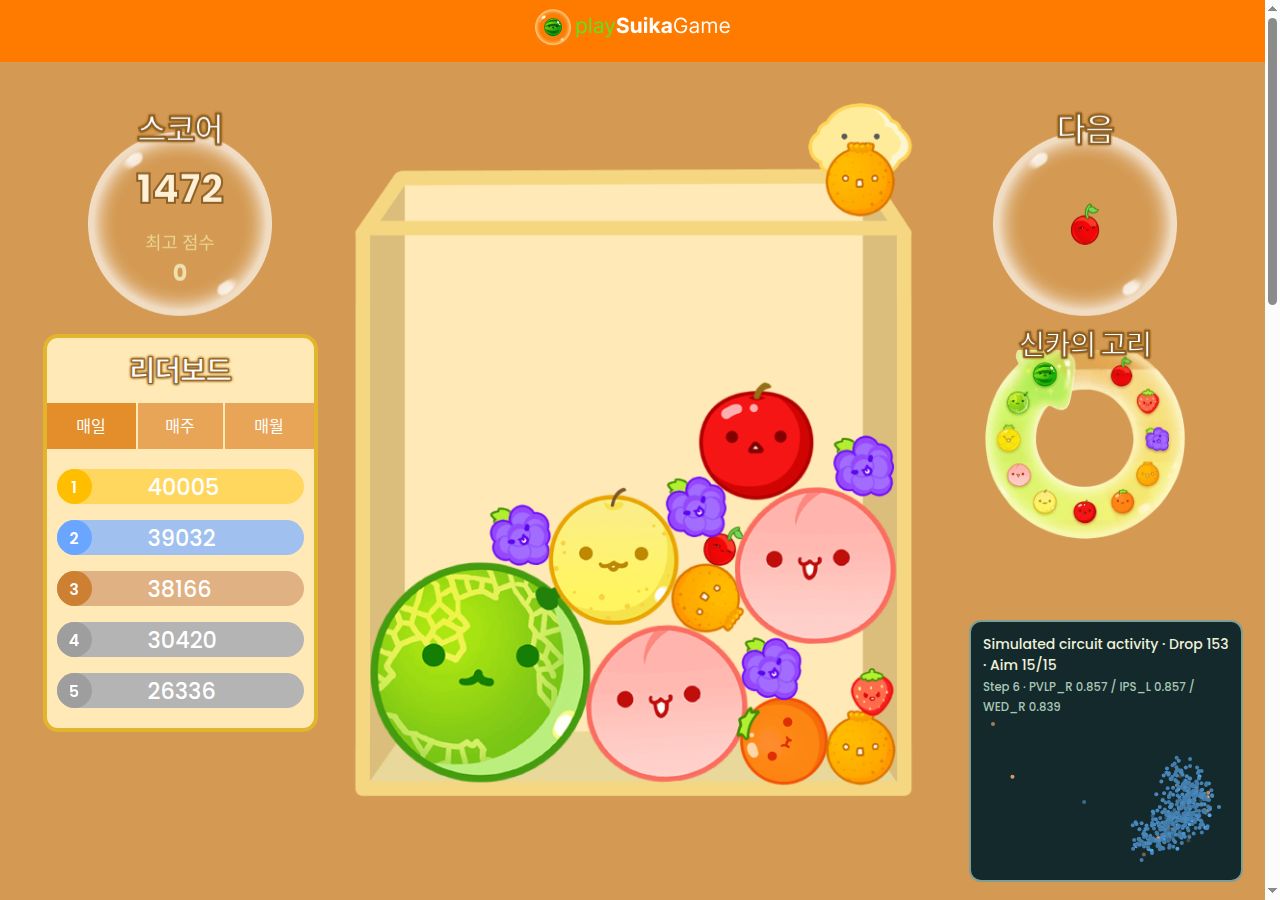 playSuikaGame
스코어
1472
최고 점수
0
다음
신카의 고리
리더보드
매일 매주 매월
1 40005
2 39032
3 38166
4 30420
5 26336
Simulated circuit activity · Drop 153
· Aim 15/15
Step 6 · PVLP_R 0.857 / IPS_L 0.857 /
WED_R 0.839